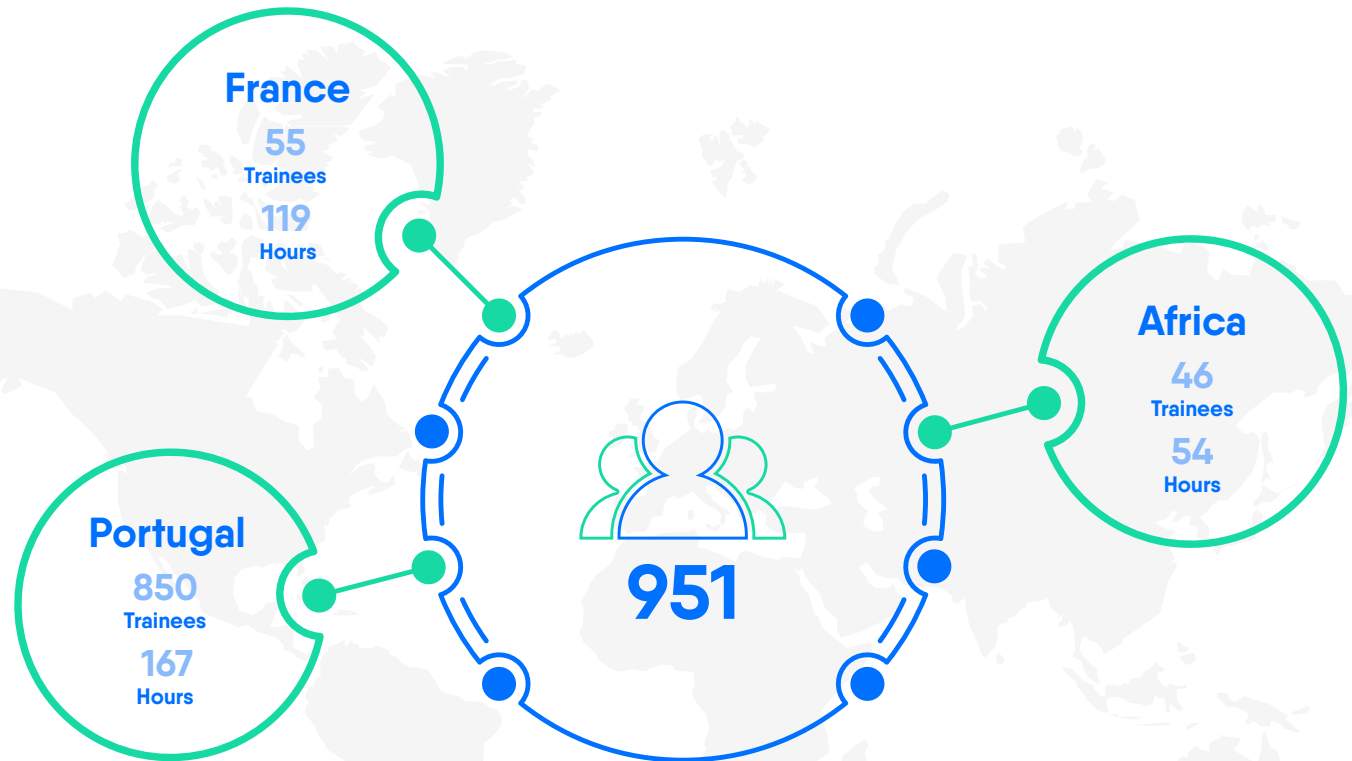 France
55
Trainees
119
Hours
Africa
46
Trainees
54
Hours
Portugal
850
Trainees
167
Hours
951